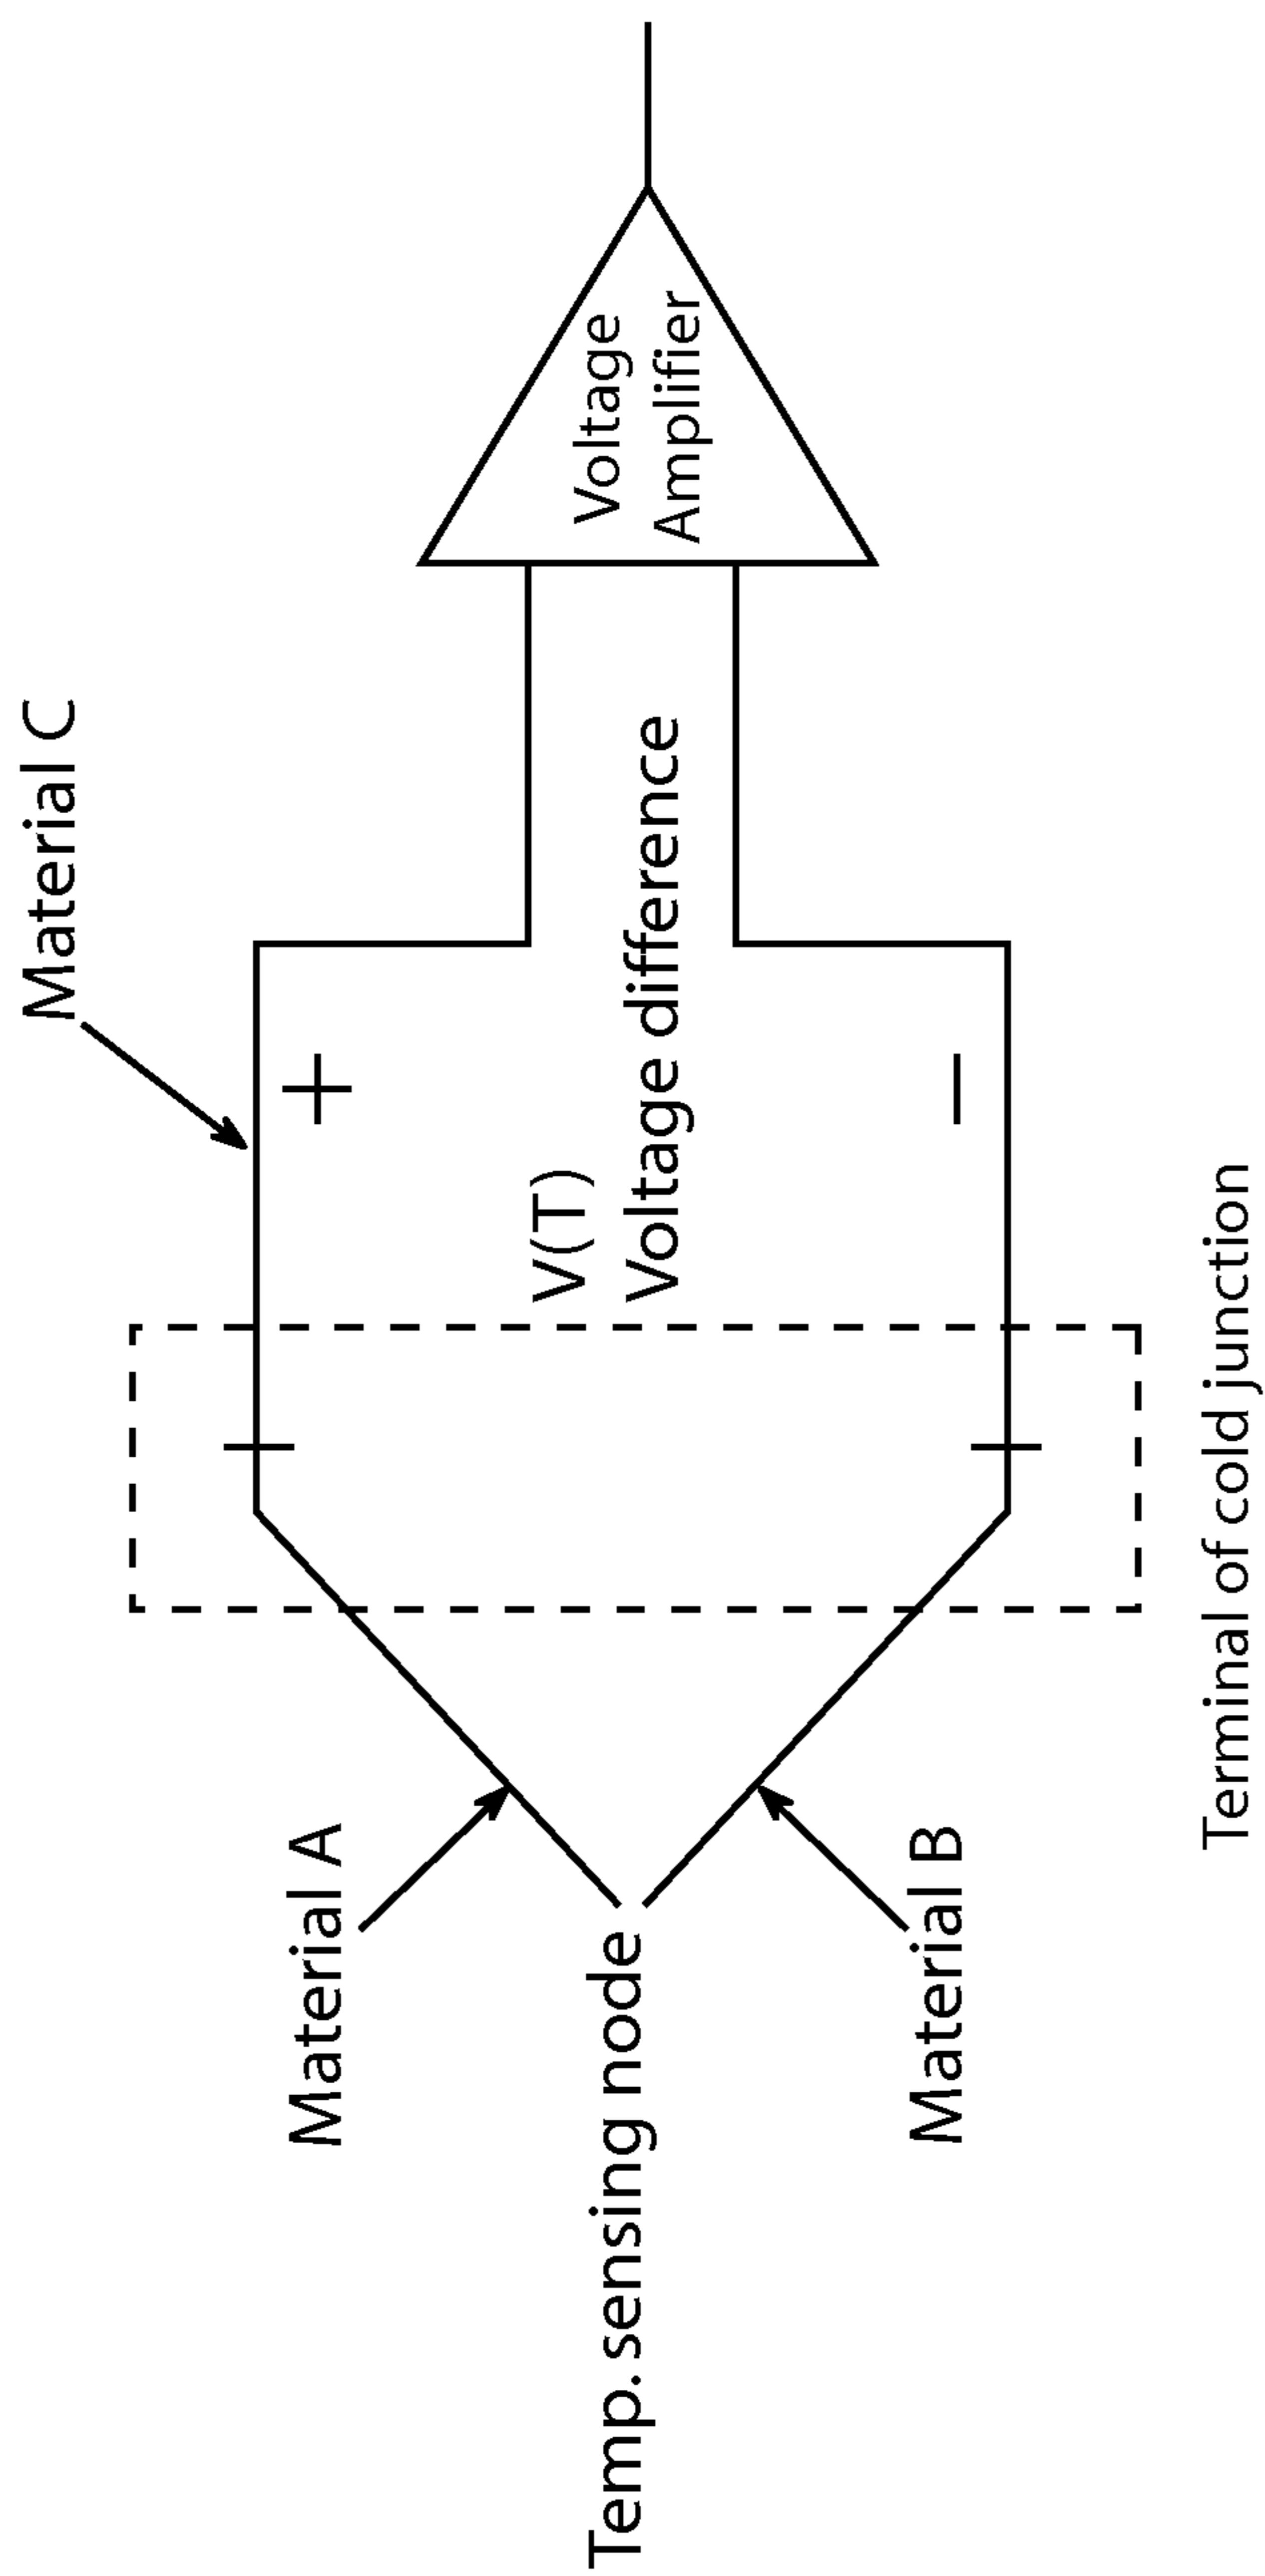 Material C
Material A
Temp. sensing node
Material B
+
V(T)
Voltage difference
−
Voltage
Amplifier
Terminal of cold junction